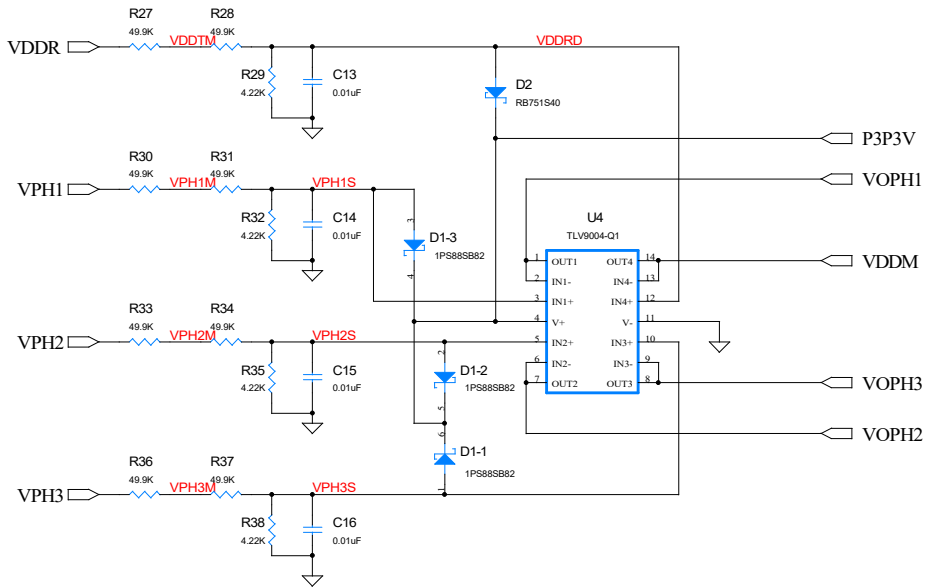 R27 R28
49.9K 49.9K
VDDR VDDTM VDDRD
R29 C13 D2
4.22K 0.01uF RB751S40
P3P3V
R30 R31
49.9K 49.9K
VPH1 VPH1M VPH1S VOPH1
R32 C14 U4
4.22K 0.01uF TLV9004-Q1
3 D1-3
1PS88SB82
4
1 OUT1 OUT4 14 VDDM
2 IN1- IN4- 13
3 IN1+ IN4+ 12
4 V+ V- 11
5 IN2+ IN3+ 10
6 IN2- IN3- 9
7 OUT2 OUT3 8 VOPH3
R33 R34
49.9K 49.9K
VPH2 VPH2M VPH2S
R35 C15 2 D1-2
4.22K 0.01uF 1PS88SB82
5
VOPH2
6 D1-1
1PS88SB82
1
R36 R37
49.9K 49.9K
VPH3 VPH3M VPH3S
R38 C16
4.22K 0.01uF